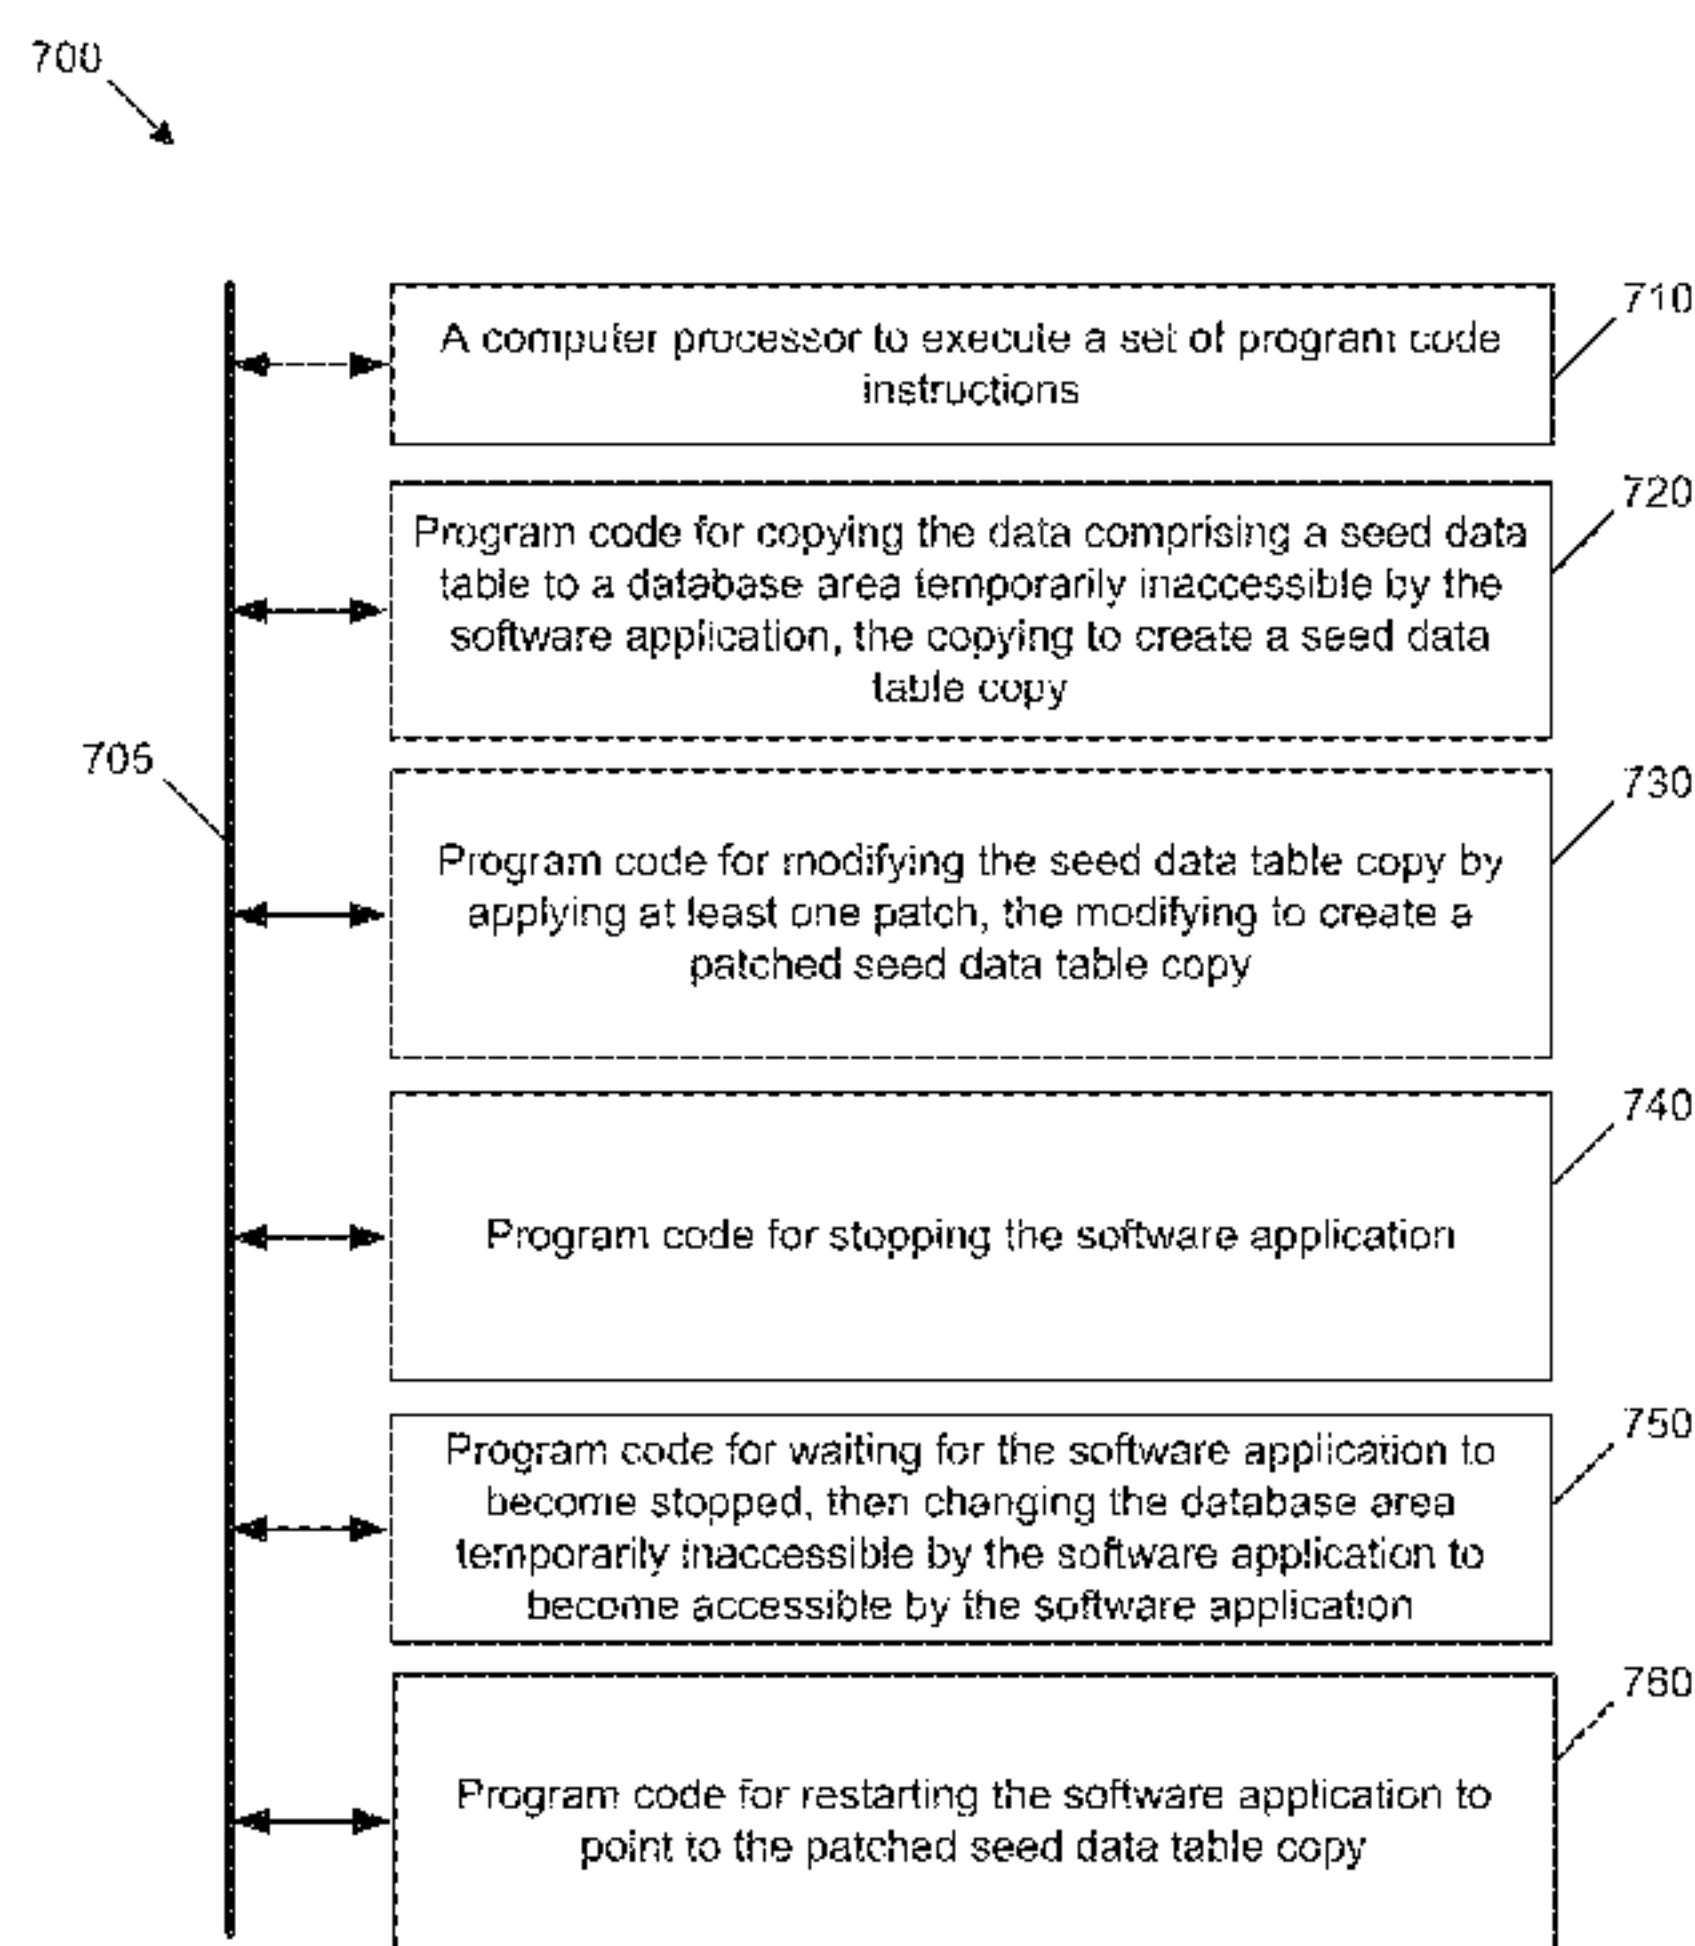 700
710
A computer processor to execute a set of program code
instructions
720
Program code for copying the data comprising a seed data
table to a database area temporarily inaccessible by the
software application, the copying to create a seed data
table copy
705
730
Program code for modifying the seed data table copy by
applying at least one patch, the modifying to create a
patched seed data table copy
740
Program code for stopping the software application
750
Program code for waiting for the software application to
become stopped, then changing the database area
temporarily inaccessible by the software application to
become accessible by the software application
760
Program code for restarting the software application to
point to the patched seed data table copy